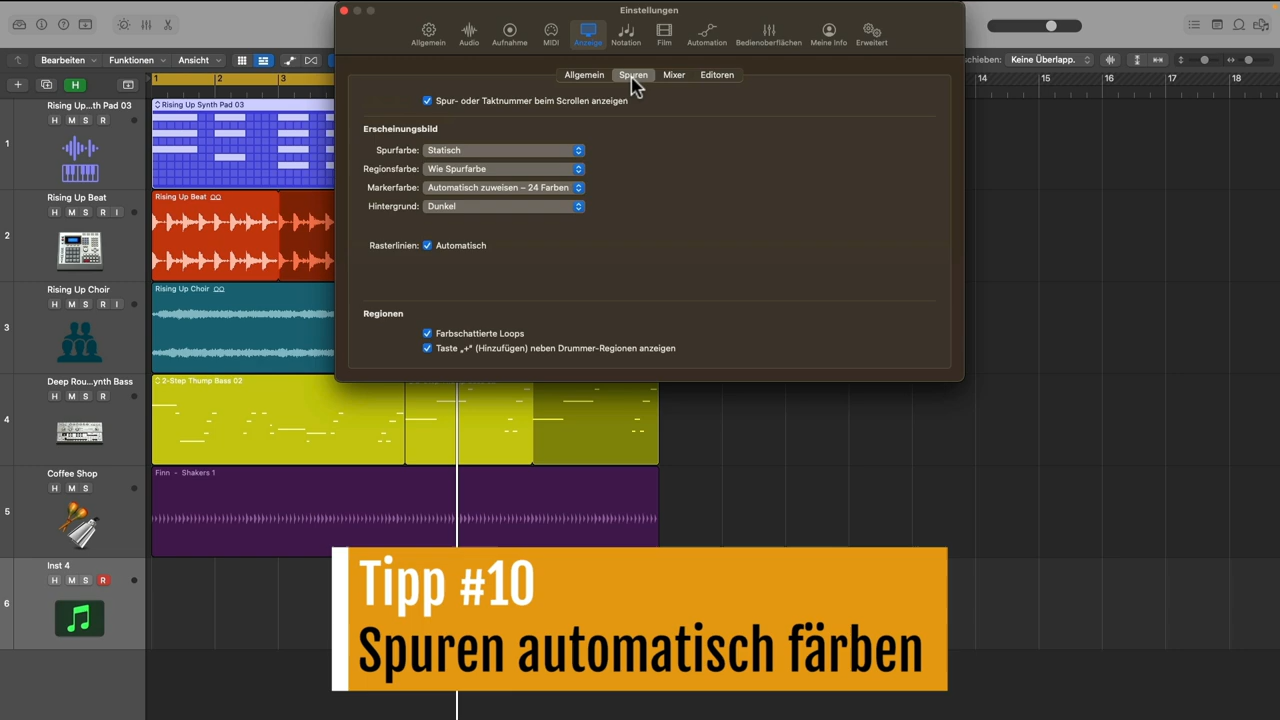 Einstellungen
Allgemein
Audio
Aufnahme
MIDI
Anzeige
Notation
Film
Automation
Bedienoberflächen
Meine Info
Erweitert
Bearbeiten
Funktionen
Ansicht
Keine Überlapp.
H
1
2
3
14
15
16
17
18
Allgemein
Spuren
Mixer
Editoren
Spur- oder Taktnummer beim Scrollen anzeigen
Erscheinungsbild
Spurfarbe: Statisch
Regionsfarbe: Wie Spurfarbe
Markerfarbe: Automatisch zuweisen – 24 Farben
Hintergrund: Dunkel
Rasterlinien: Automatisch
Regionen
Farbschattierte Loops
Taste „+“ (Hinzufügen) neben Drummer-Regionen anzeigen
1
Rising Up...th Pad 03
H M S R
Rising Up Synth Pad 03
2
Rising Up Beat
H M S R I
Rising Up Beat
3
Rising Up Choir
H M S R I
Rising Up Choir
4
Deep Rou...ynth Bass
H M S R
2-Step Thump Bass 02
5
Coffee Shop
H M S
Finn - Shakers 1
6
Inst 4
H M S R
Tipp #10
Spuren automatisch färben